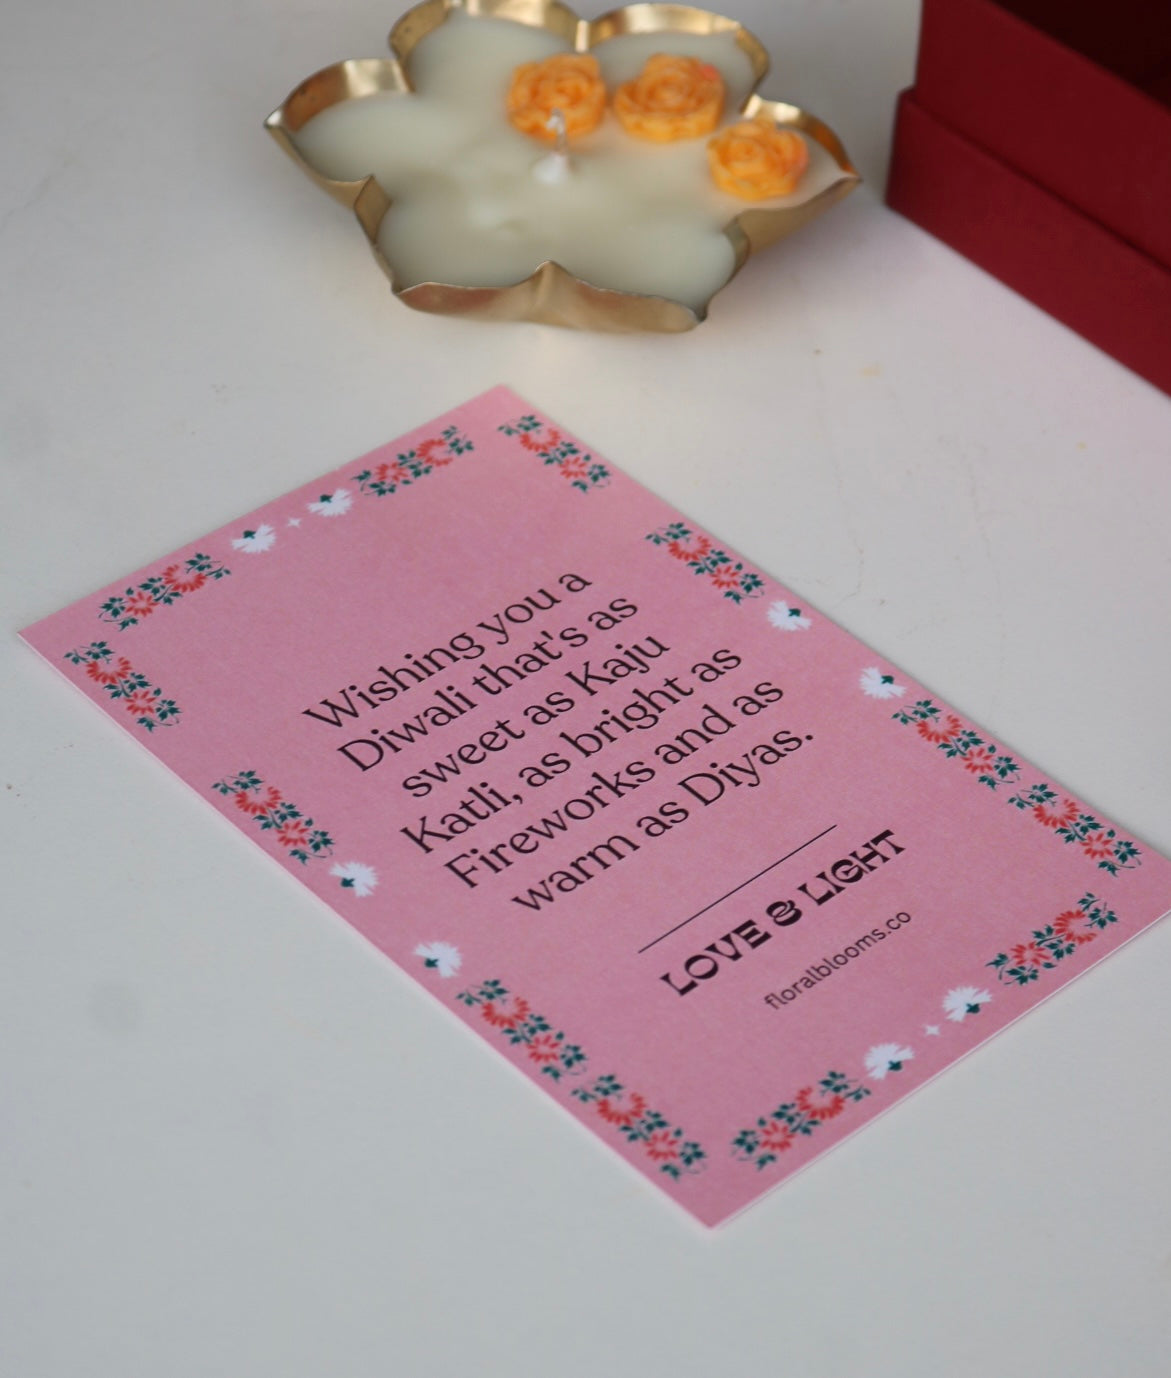 Wishing you a
Diwali that's as
sweet as Kaju
Katli, as bright as
Fireworks and as
warm as Diyas.
LOVE & LIGHT
floralblooms.co